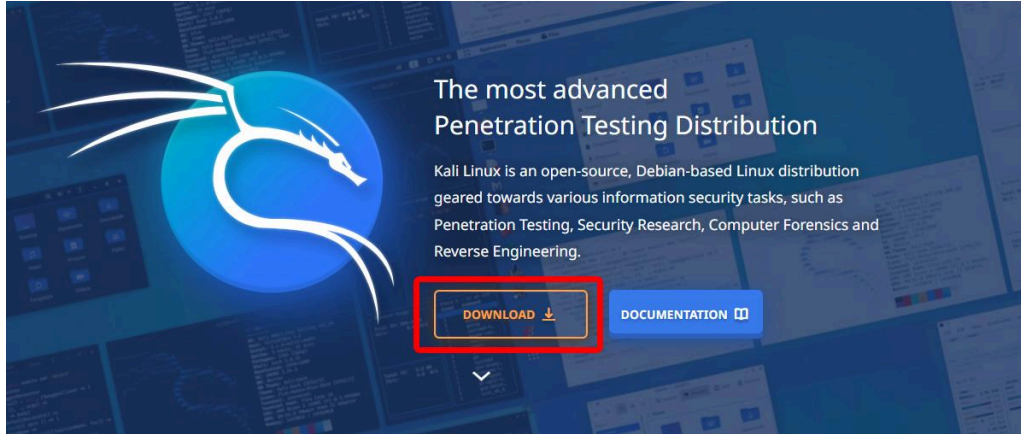 The most advanced
Penetration Testing Distribution
Kali Linux is an open-source, Debian-based Linux distribution
geared towards various information security tasks, such as
Penetration Testing, Security Research, Computer Forensics and
Reverse Engineering.
DOWNLOAD
DOCUMENTATION